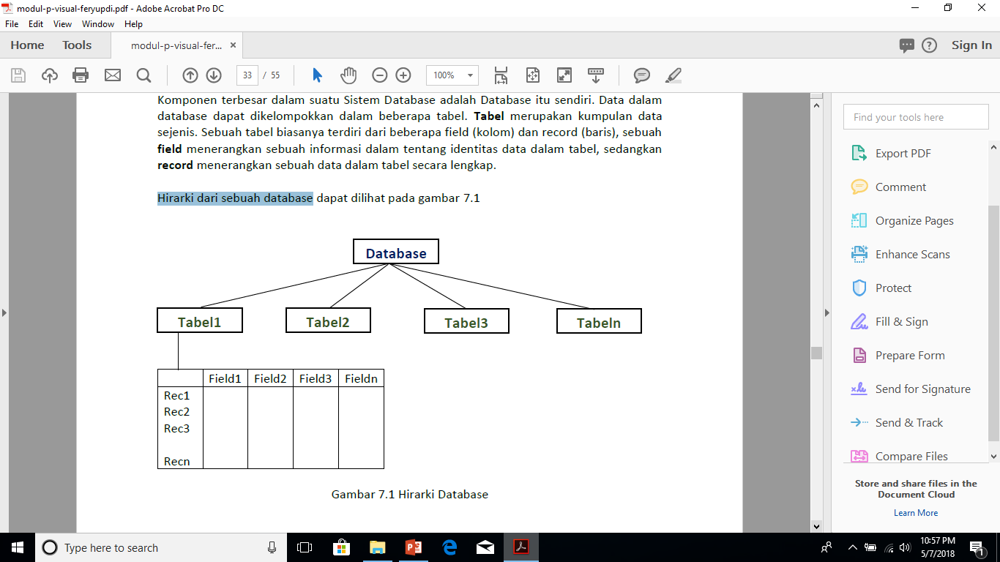 modul-p-visual-feryupdi.pdf - Adobe Acrobat Pro DC
File Edit View Window Help
Home Tools modul-p-visual-fer... × Sign In
33 / 55 100%
Komponen terbesar dalam suatu Sistem Database adalah Database itu sendiri. Data dalam
database dapat dikelompokkan dalam beberapa tabel. Tabel merupakan kumpulan data
sejenis. Sebuah tabel biasanya terdiri dari beberapa field (kolom) dan record (baris), sebuah
field menerangkan sebuah informasi dalam tentang identitas data dalam tabel, sedangkan
record menerangkan sebuah data dalam tabel secara lengkap.
Hirarki dari sebuah database dapat dilihat pada gambar 7.1
Database
Tabel1 Tabel2 Tabel3 Tabeln
Field1 Field2 Field3 Fieldn
Rec1
Rec2
Rec3
Recn
Gambar 7.1 Hirarki Database
Find your tools here
Export PDF
Comment
Organize Pages
Enhance Scans
Protect
Fill & Sign
Prepare Form
Send for Signature
Send & Track
Compare Files
Store and share files in the
Document Cloud
Learn More
Type here to search
10:57 PM
5/7/2018
1